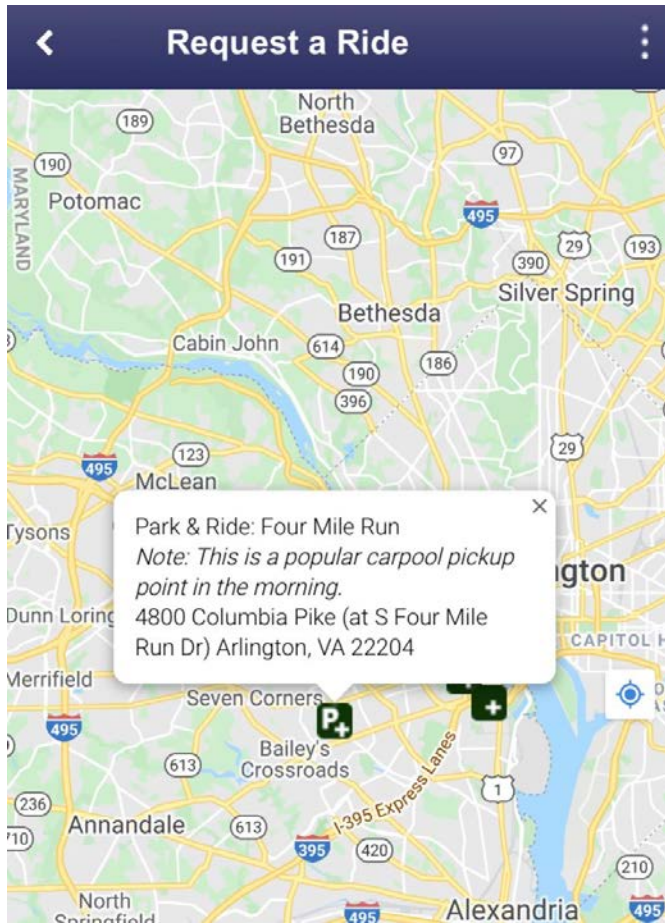 Request a Ride
North
Bethesda
189
97
190
MARYLAND
Potomac
495
187
29
193
191
390
Silver Spring
Bethesda
Cabin John
614
190
186
396
29
123
495
McLean
Park & Ride: Four Mile Run
Note: This is a popular carpool pickup
point in the morning.
4800 Columbia Pike (at S Four Mile
Run Dr) Arlington, VA 22204
Tysons
gton
Dunn Loring
CAPITOL H
Merrifield
Seven Corners
P+
+
495
Bailey's
Crossroads
613
I-395 Express Lanes
1
236
710
Annandale
613
395
420
210
North
Springfield
495
Alexandria
495